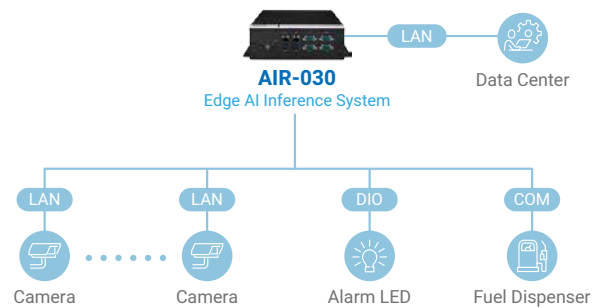 LAN
AIR-030
Edge AI Inference System
Data Center
LAN
LAN
DIO
COM
Camera
Camera
Alarm LED
Fuel Dispenser